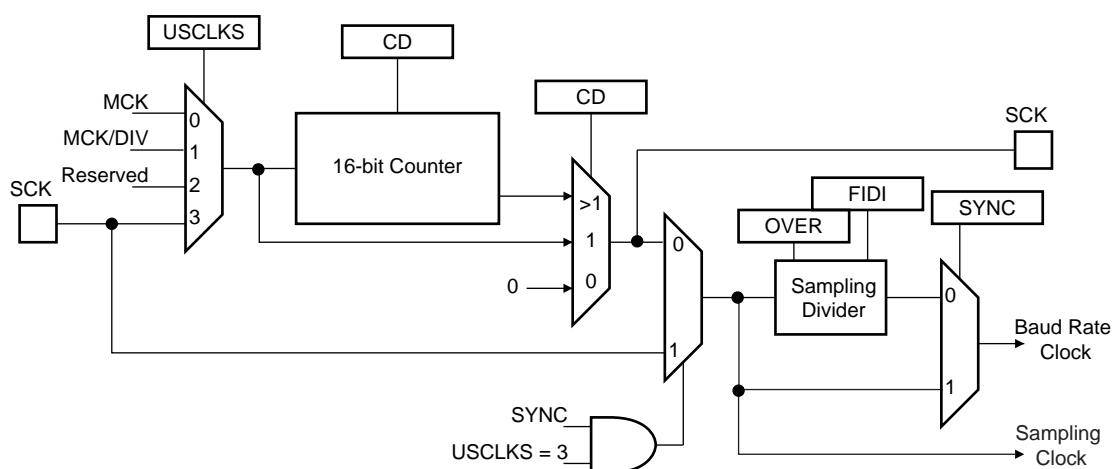 USCLKS
CD
CD
SCK
MCK
MCK/DIV
Reserved
SCK
0
1
2
3
16-bit Counter
>1
1
0
0
FIDI
OVER
SYNC
0
1
Sampling
Divider
0
1
Baud Rate
Clock
SYNC
USCLKS = 3
Sampling
Clock